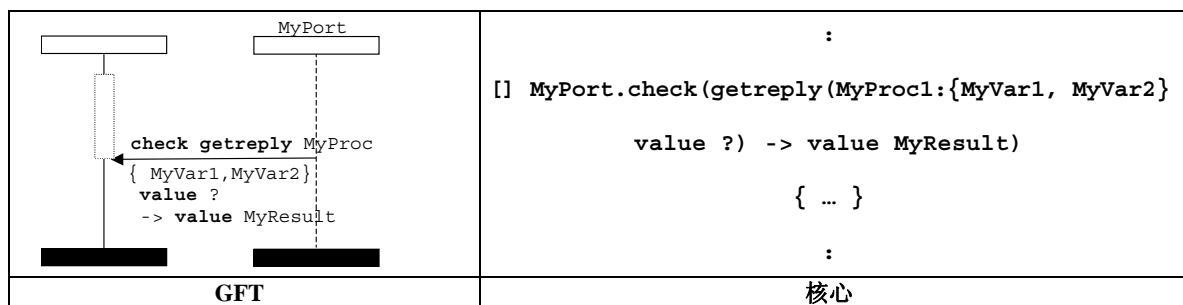 MyPort
check getreply MyProc
{ MyVar1,MyVar2}
value ?
-> value MyResult
:
[] MyPort.check(getreply(MyProc1:{MyVar1, MyVar2}
value ?) -> value MyResult)
{ … }
:
GFT
核心